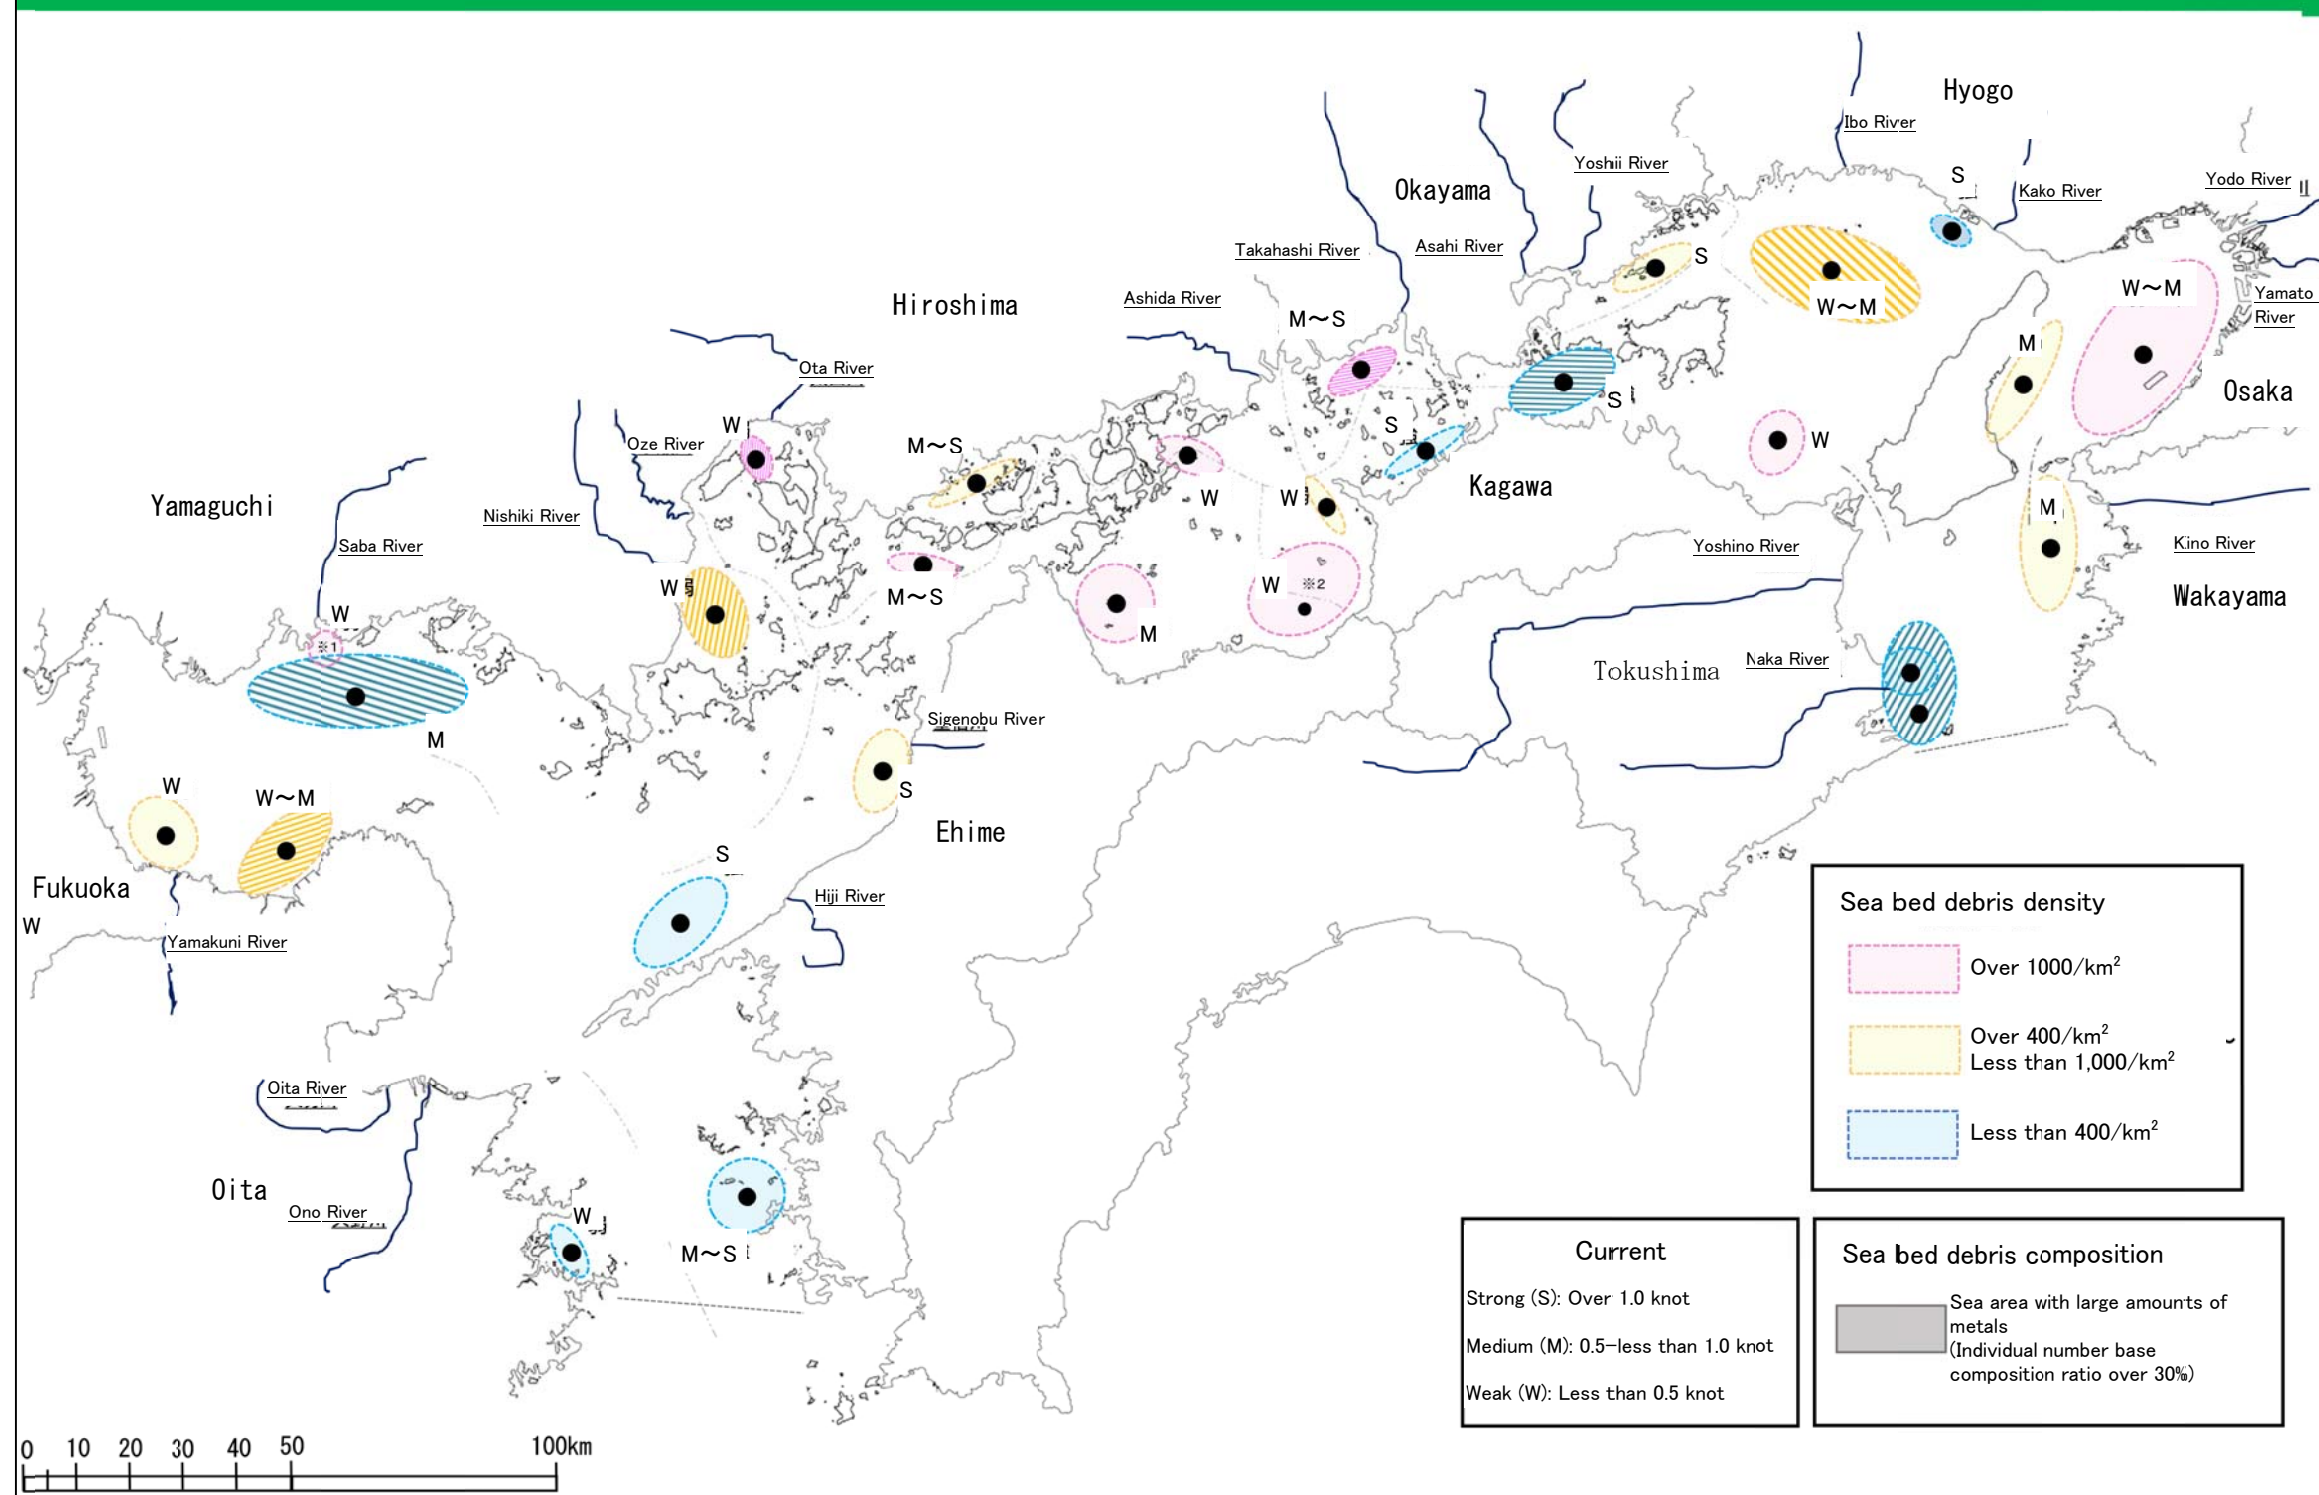 Hyogo
Ibo River
Yoshii River
S
Kako River
Yodo River
Okayama
Takahashi River
Asahi River
S
W～M
W～M
Yamato
River
Hiroshima
Ashida River
M～S
M
Osaka
Ota River
S
W
Oze River
M～S
S
W
Yamaguchi
Nishiki River
W
W
Kagawa
M
Saba River
Yoshino River
Kino River
W
M～S
W
※2
Wakayama
W
※1
M
Tokushima
Naka River
M
Sigenobu River
W
W～M
S
Ehime
S
Fukuoka
W
Hiji River
Yamakuni River
Sea bed debris density
Over 1000/km²
Over 400/km²
Less than 1,000/km²
Less than 400/km²
Oita River
Oita
Ono River
W
M～S
Current
Strong (S): Over 1.0 knot
Medium (M): 0.5-less than 1.0 knot
Weak (W): Less than 0.5 knot
Sea bed debris composition
Sea area with large amounts of
metals
(Individual number base
composition ratio over 30%)
0 10 20 30 40 50 100km